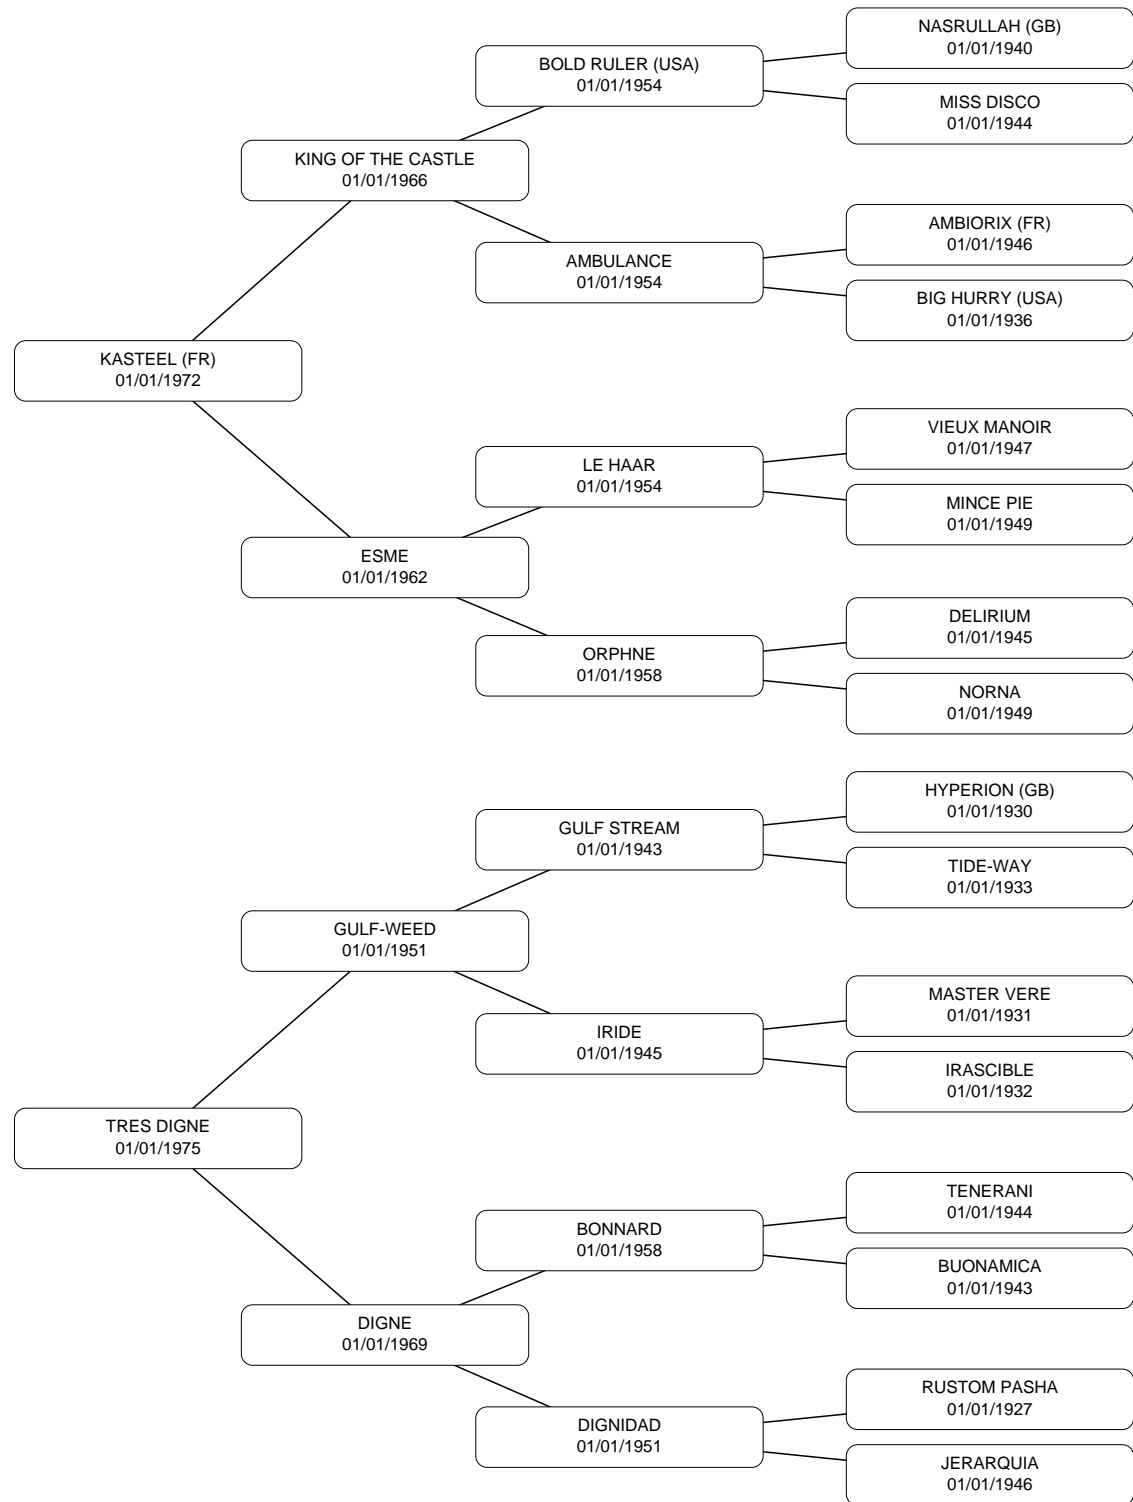 NASRULLAH (GB)
01/01/1940
BOLD RULER (USA)
01/01/1954
MISS DISCO
01/01/1944
KING OF THE CASTLE
01/01/1966
AMBIORIX (FR)
01/01/1946
AMBULANCE
01/01/1954
BIG HURRY (USA)
01/01/1936
KASTEEL (FR)
01/01/1972
VIEUX MANOIR
01/01/1947
LE HAAR
01/01/1954
MINCE PIE
01/01/1949
ESME
01/01/1962
DELIRIUM
01/01/1945
ORPHNE
01/01/1958
NORNA
01/01/1949
HYPERION (GB)
01/01/1930
GULF STREAM
01/01/1943
TIDE-WAY
01/01/1933
GULF-WEED
01/01/1951
MASTER VERE
01/01/1931
IRIDE
01/01/1945
IRASCIBLE
01/01/1932
TRES DIGNE
01/01/1975
TENERANI
01/01/1944
BONNARD
01/01/1958
BUONAMICA
01/01/1943
DIGNE
01/01/1969
RUSTOM PASHA
01/01/1927
DIGNIDAD
01/01/1951
JERARQUIA
01/01/1946